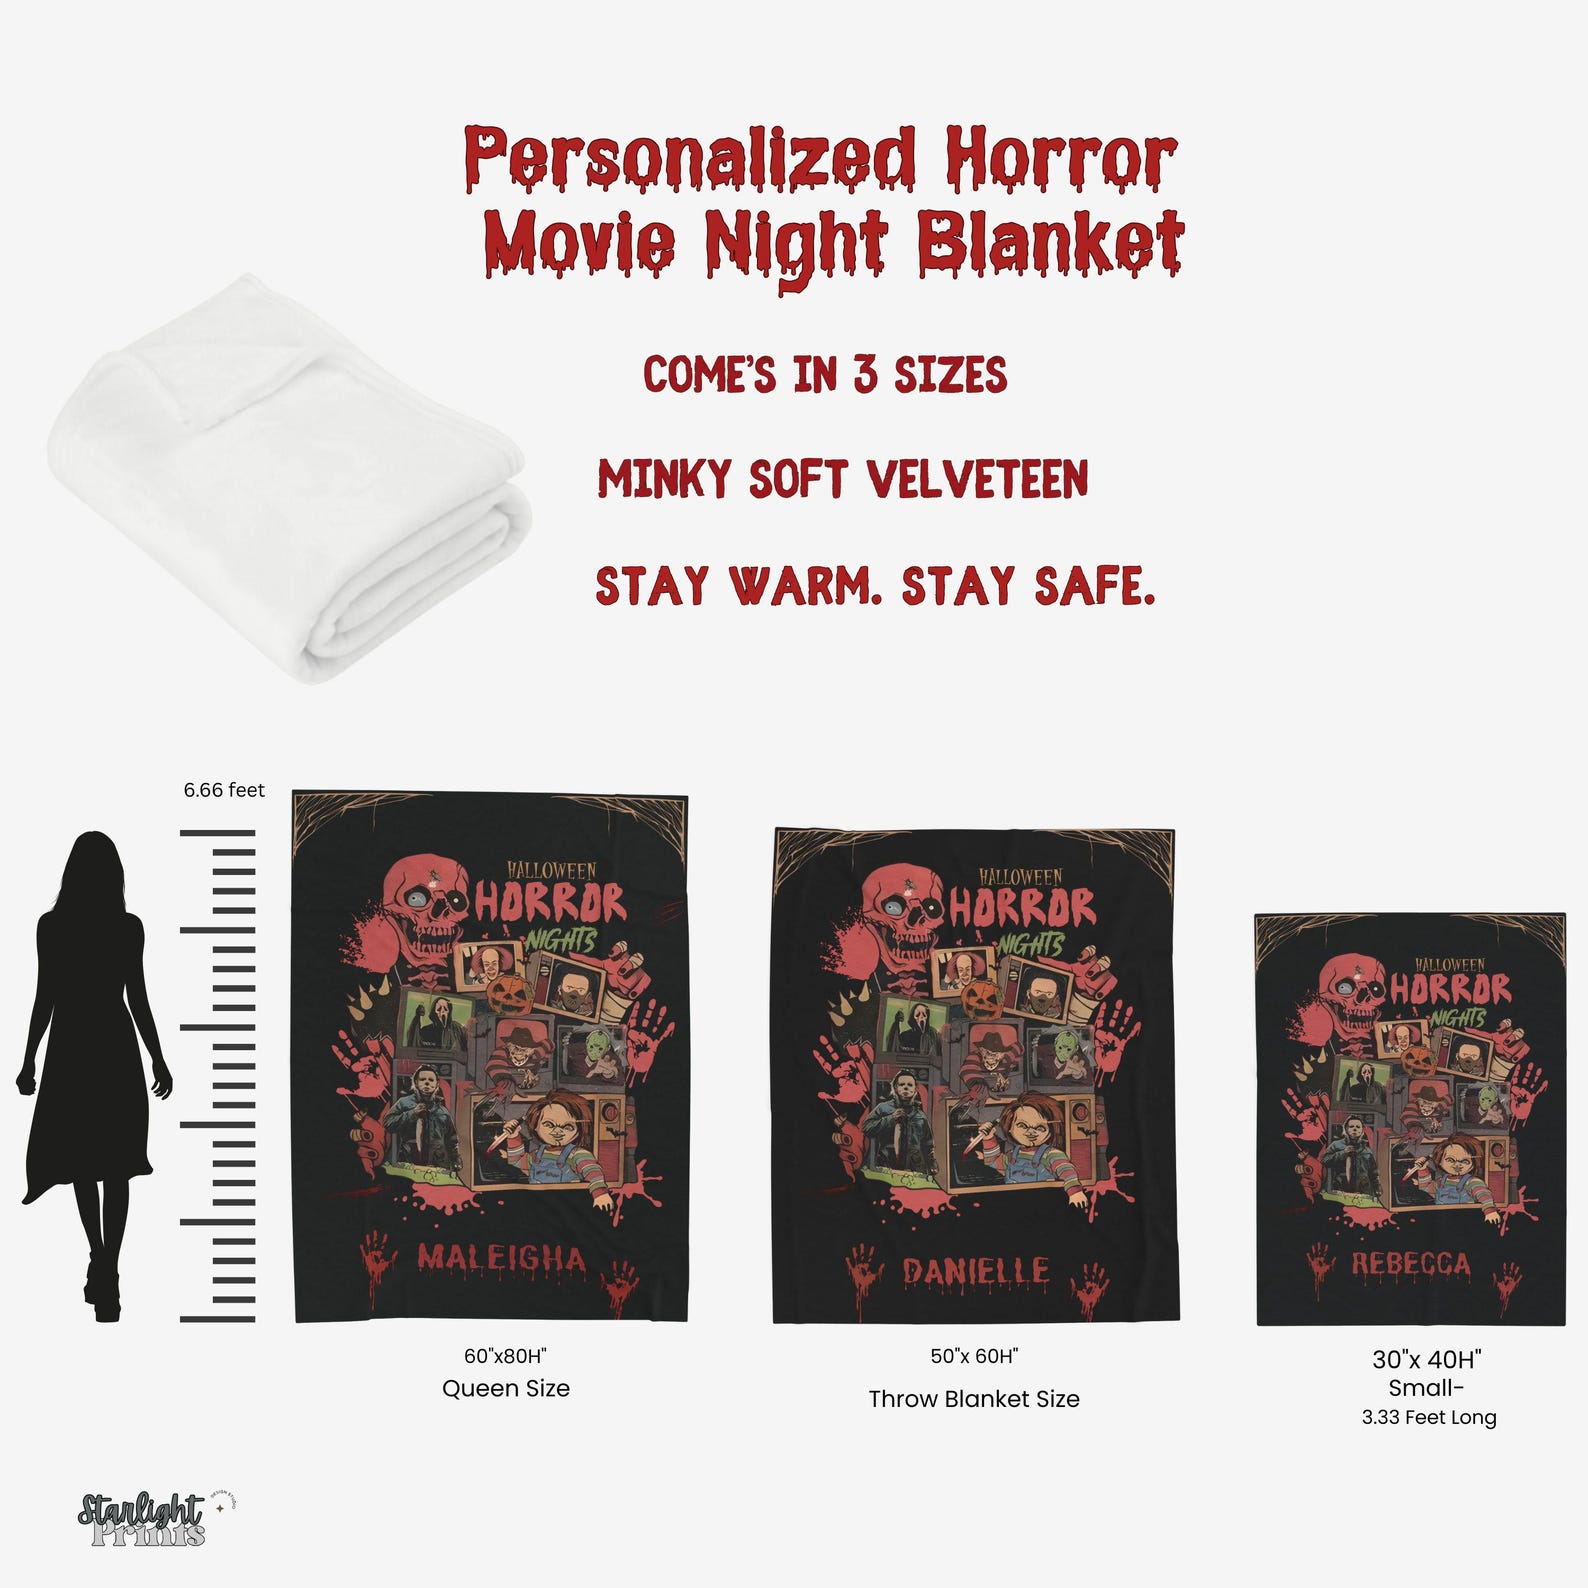 Personalized Horror
Movie Night Blanket
COME'S IN 3 SIZES
MINKY SOFT VELVETEEN
STAY WARM. STAY SAFE.
6.66 feet
HALLOWEEN
HORROR
NIGHTS
MALEIGHA
60"x80H"
Queen Size
HALLOWEEN
HORROR
NIGHTS
DANIELLE
50"x 60H"
Throw Blanket Size
HALLOWEEN
HORROR
NIGHTS
REBECCA
30"x 40H"
Small-
3.33 Feet Long
Starlight
Prints
DESIGN STUDIO